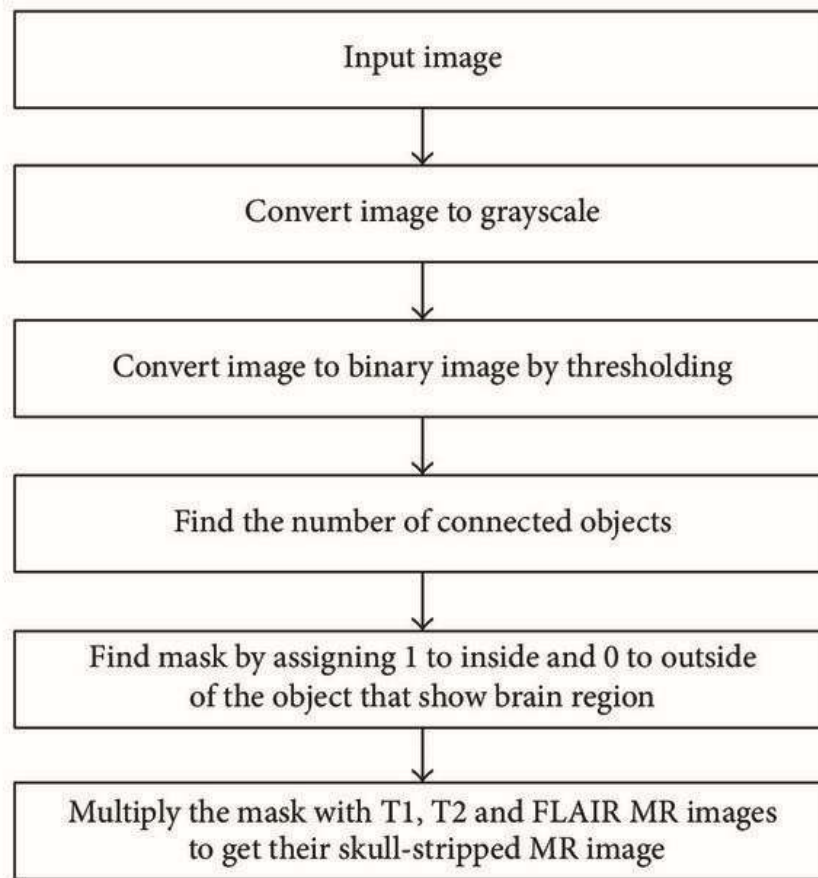 Input image
Convert image to grayscale
Convert image to binary image by thresholding
Find the number of connected objects
Find mask by assigning 1 to inside and 0 to outside
of the object that show brain region
Multiply the mask with T1, T2 and FLAIR MR images
to get their skull-stripped MR image